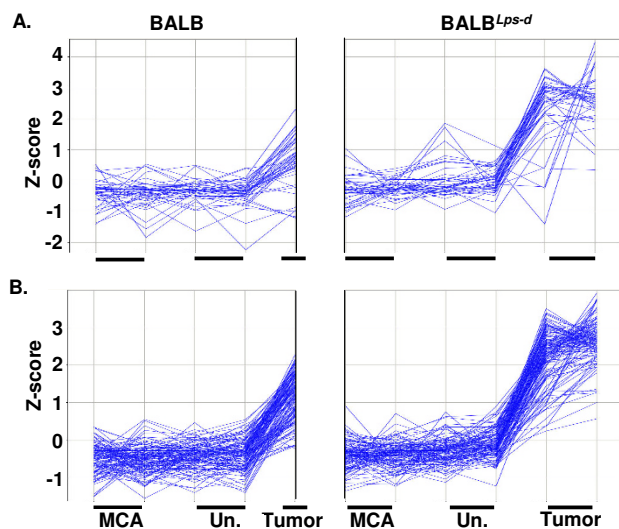 A. BALB BALB^Lps-d
Z-score
4
3
2
1
0
-1
-2
B.
Z-score
3
2
1
0
-1
MCA Un. Tumor MCA Un. Tumor